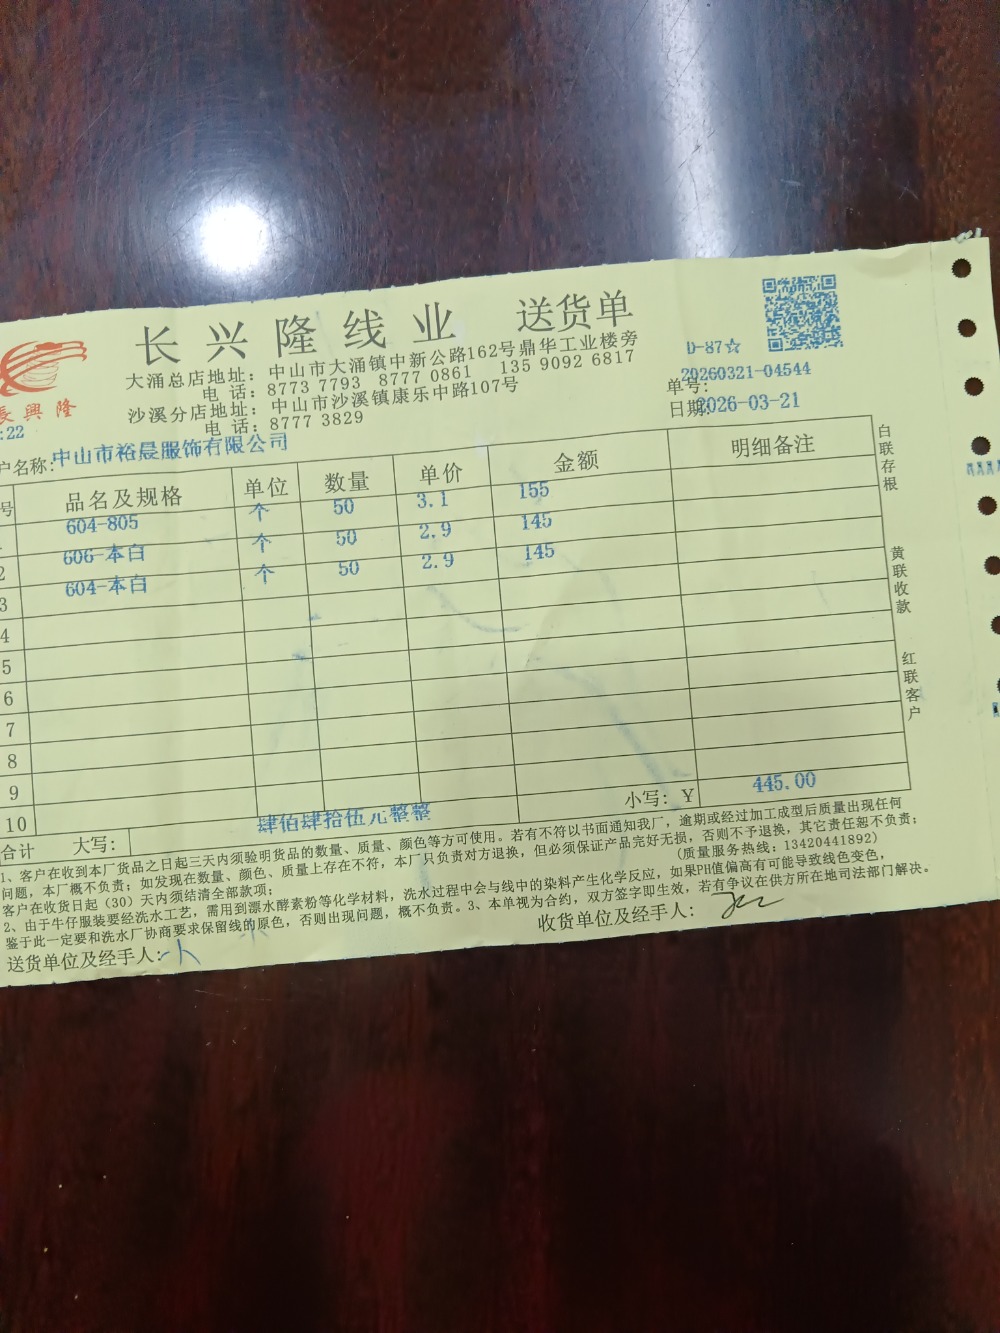 长兴隆线业 送货单
長興隆
大涌总店地址：中山市大涌镇中新公路162号鼎华工业楼旁
电话：8773 7793 8777 0861 135 9092 6817
沙溪分店地址：中山市沙溪镇康乐中路107号
电话：8777 3829
D-87☆
单号：20260321-04544
日期：2026-03-21
:22
户名称：中山市裕晨服饰有限公司
号 品名及规格 单位 数量 单价 金额 明细备注
1 604-805 个 50 3.1 155
2 606-本白 个 50 2.9 145
3 604-本白 个 50 2.9 145
4
5
6
7
8
9
10
合计 大写：肆佰肆拾伍元整整 小写：Y 445.00
白联存根
黄联收款
红联客户
1、客户在收到本厂货品之日起三天内须验明货品的数量、质量、颜色等方可使用。若有不符以书面通知我厂，逾期或经过加工成型后质量出现任何
问题，本厂概不负责；如发现在数量、颜色、质量上存在不符，本厂只负责对方退换，但必须保证产品完好无损，否则不予退换，其它责任恕不负责；
客户在收货日起（30）天内须结清全部款项；（质量服务热线：13420441892）
2、由于牛仔服装要经洗水工艺，需用到漂水酵素粉等化学材料，洗水过程中会与线中的染料产生化学反应，如果PH值偏高有可能导致线色变色，
鉴于此一定要和洗水厂协商要求保留线的原色，否则出现问题，概不负责。3、本单视为合约，双方签字即生效，若有争议在供方所在地司法部门解决。
送货单位及经手人： 收货单位及经手人：